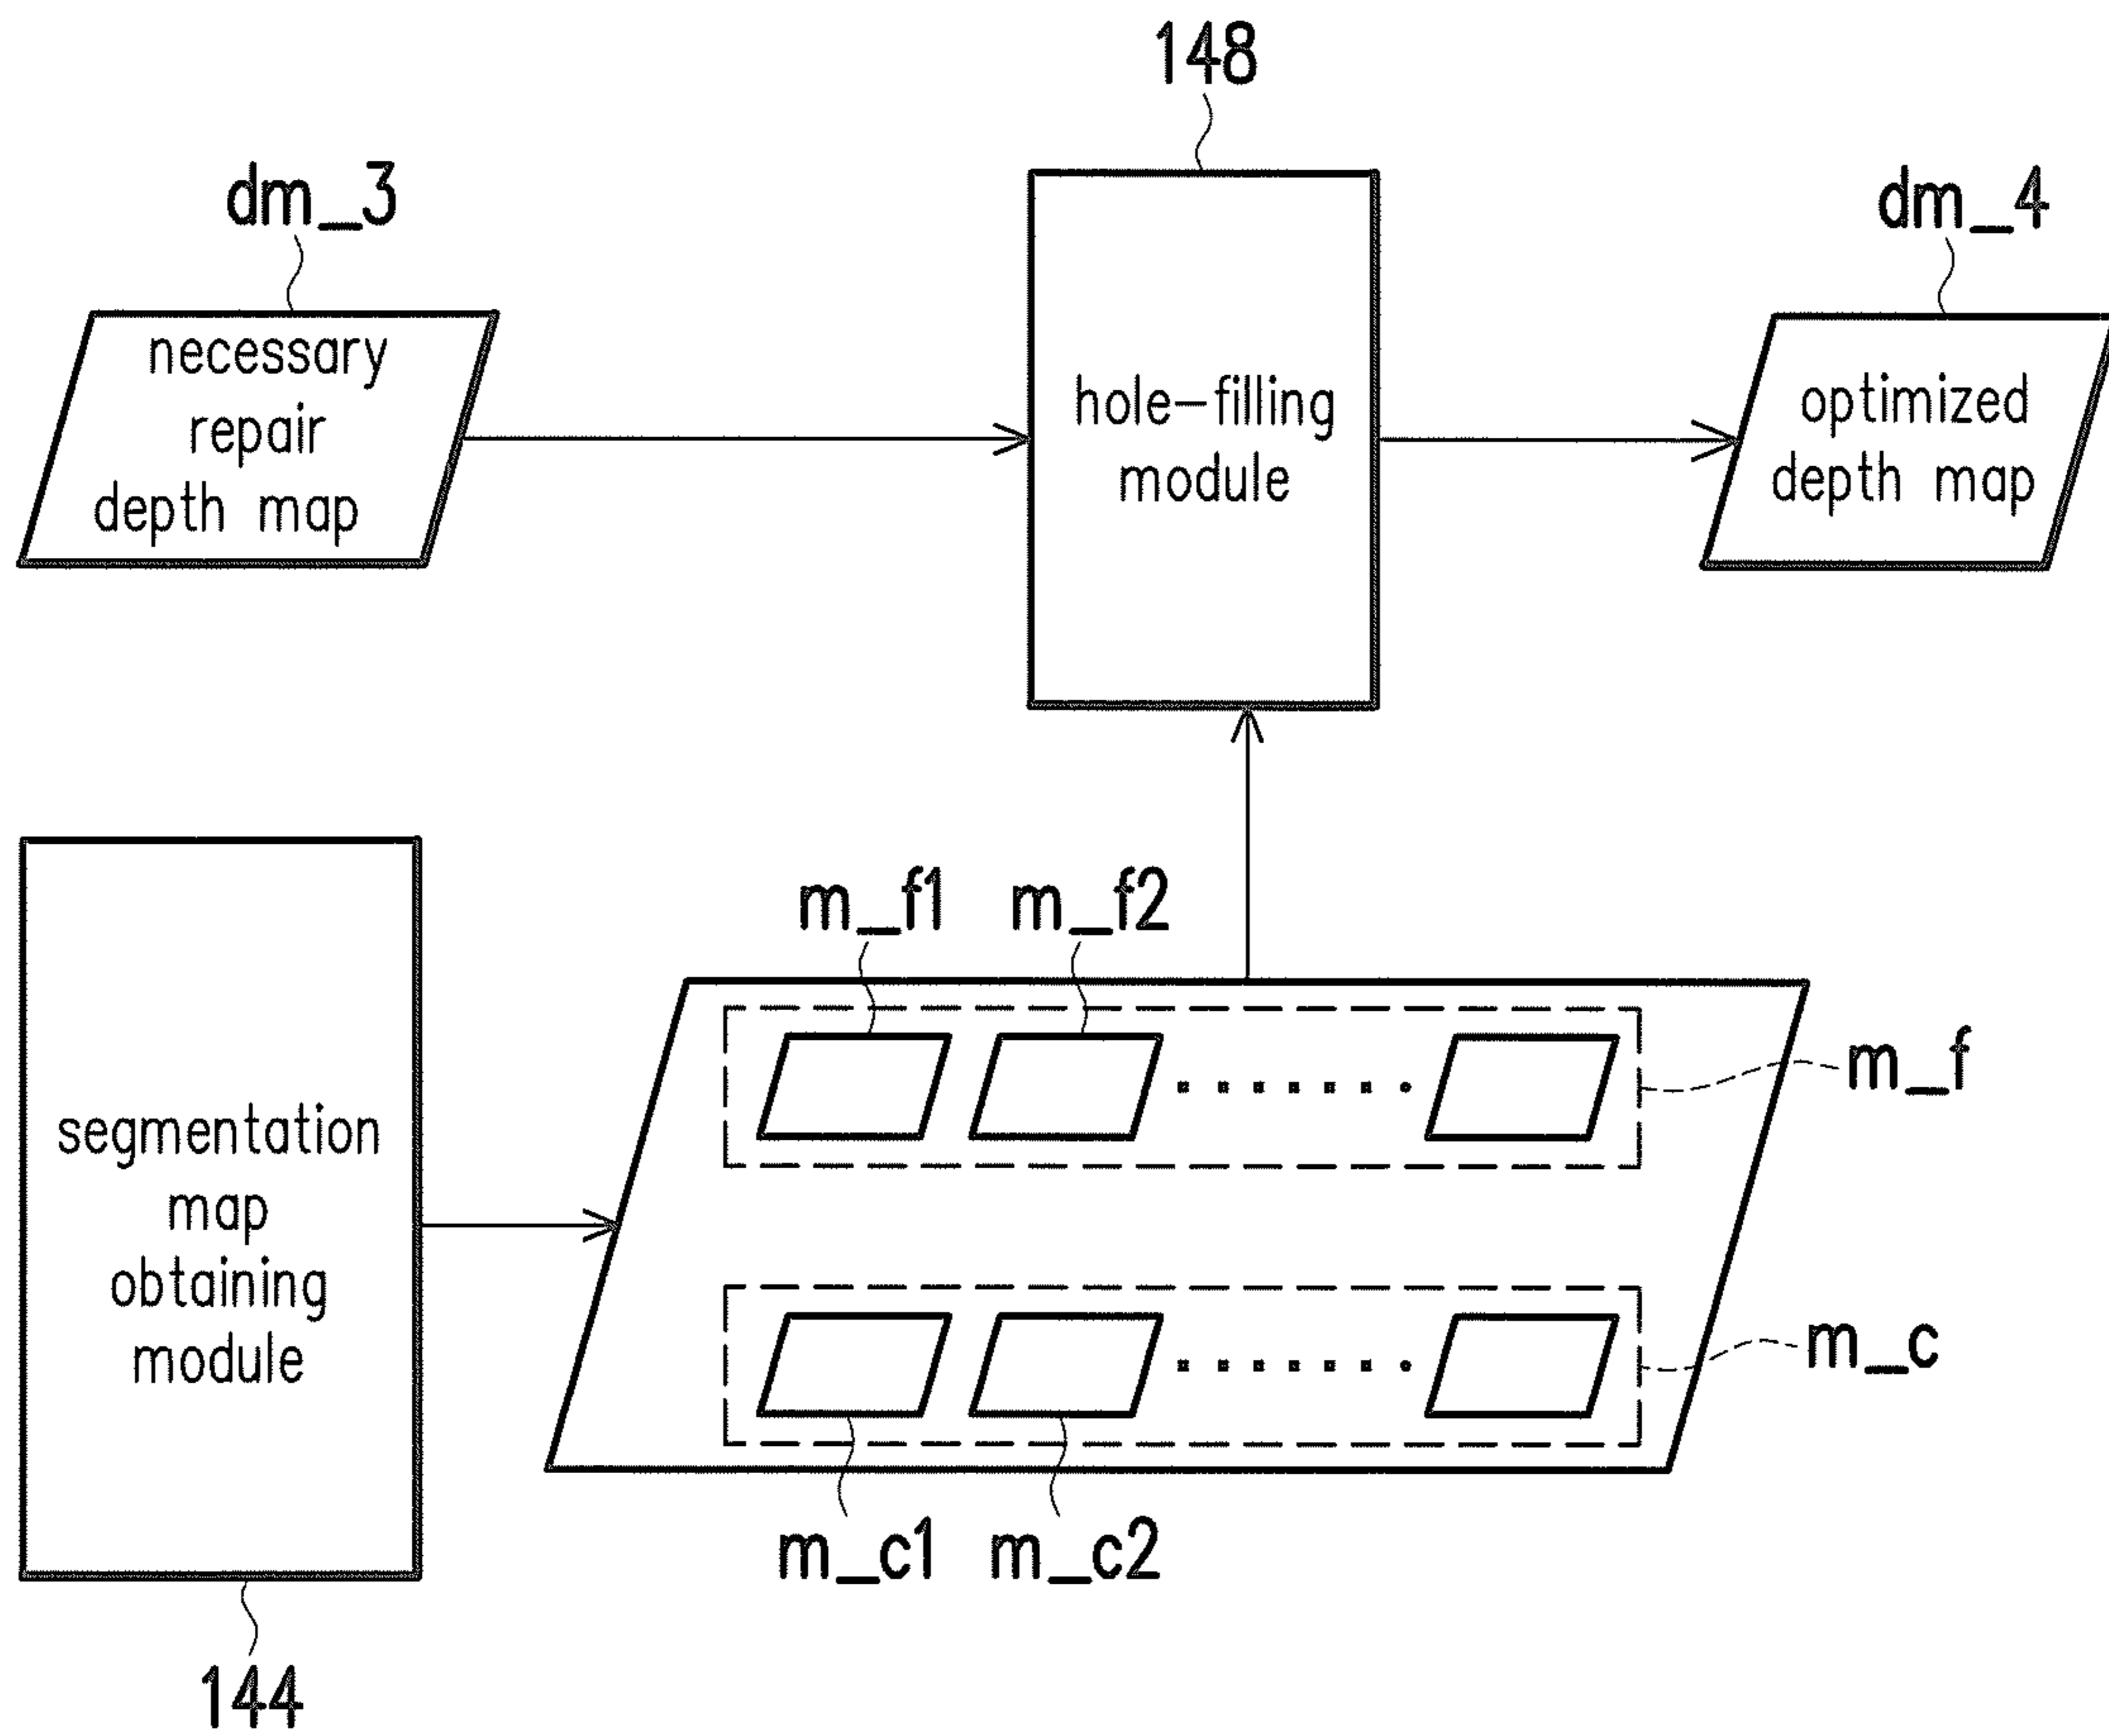 148
dm_3
dm_4
necessary
repair
depth map
hole-filling
module
optimized
depth map
m_f1
m_f2
m_f
segmentation
map
obtaining
module
m_c
m_c1
m_c2
144